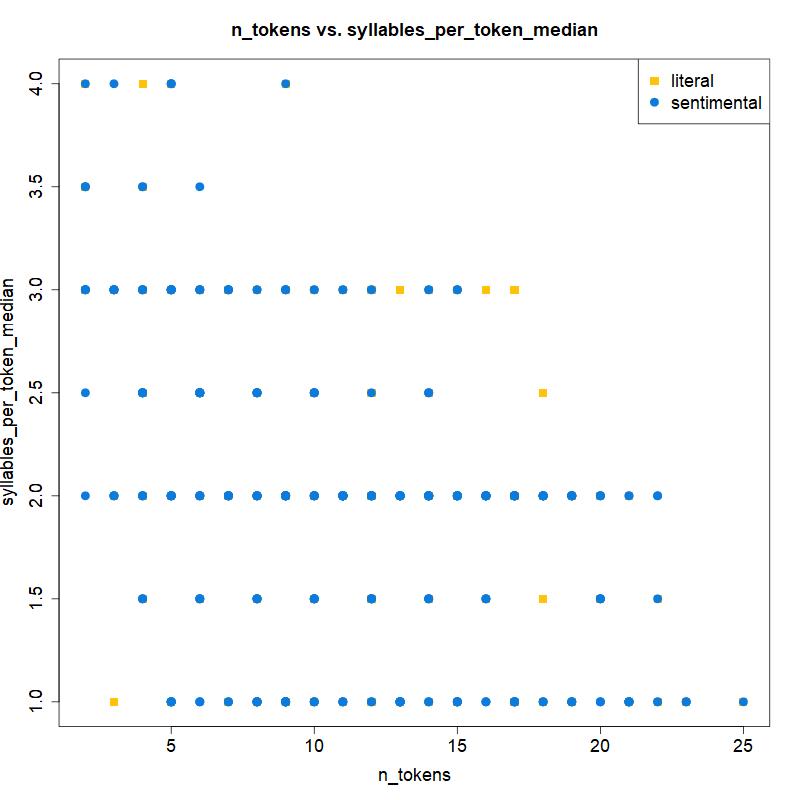 n_tokens vs. syllables_per_token_median
literal
sentimental
syllables_per_token_median
4.0
3.5
3.0
2.5
2.0
1.5
1.0
5 10 15 20 25
n_tokens